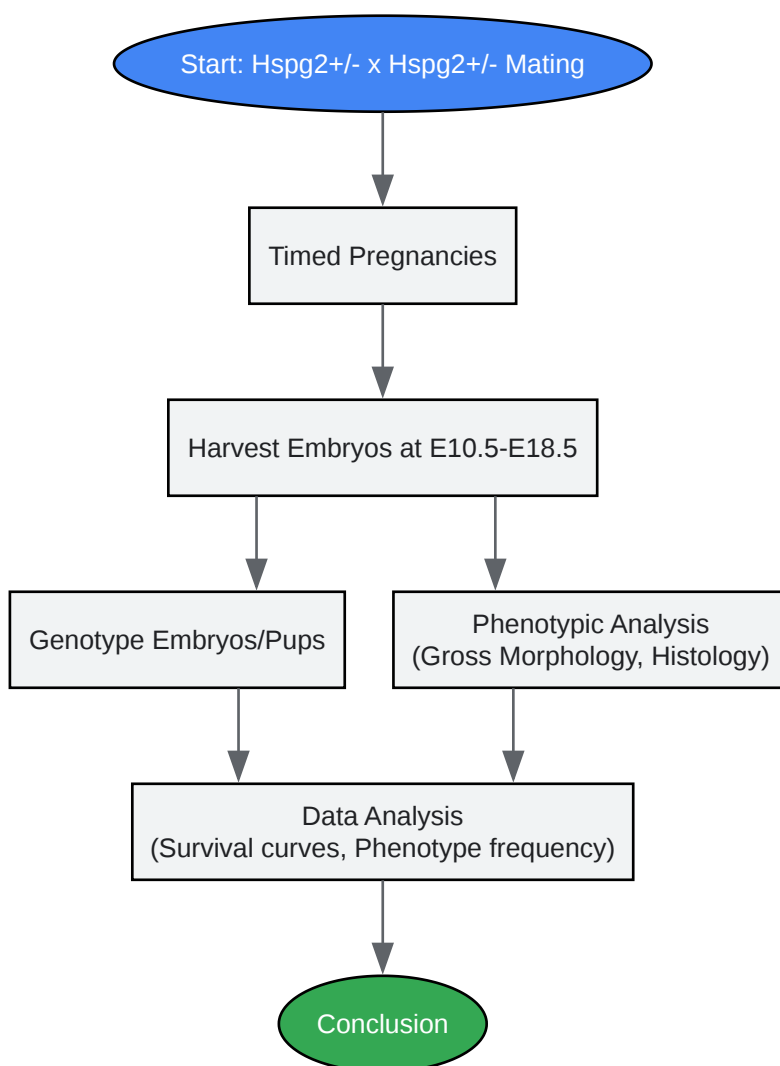 Start: Hspg2+/- x Hspg2+/- Mating
Timed Pregnancies
Harvest Embryos at E10.5-E18.5
Genotype Embryos/Pups
Phenotypic Analysis
(Gross Morphology, Histology)
Data Analysis
(Survival curves, Phenotype frequency)
Conclusion